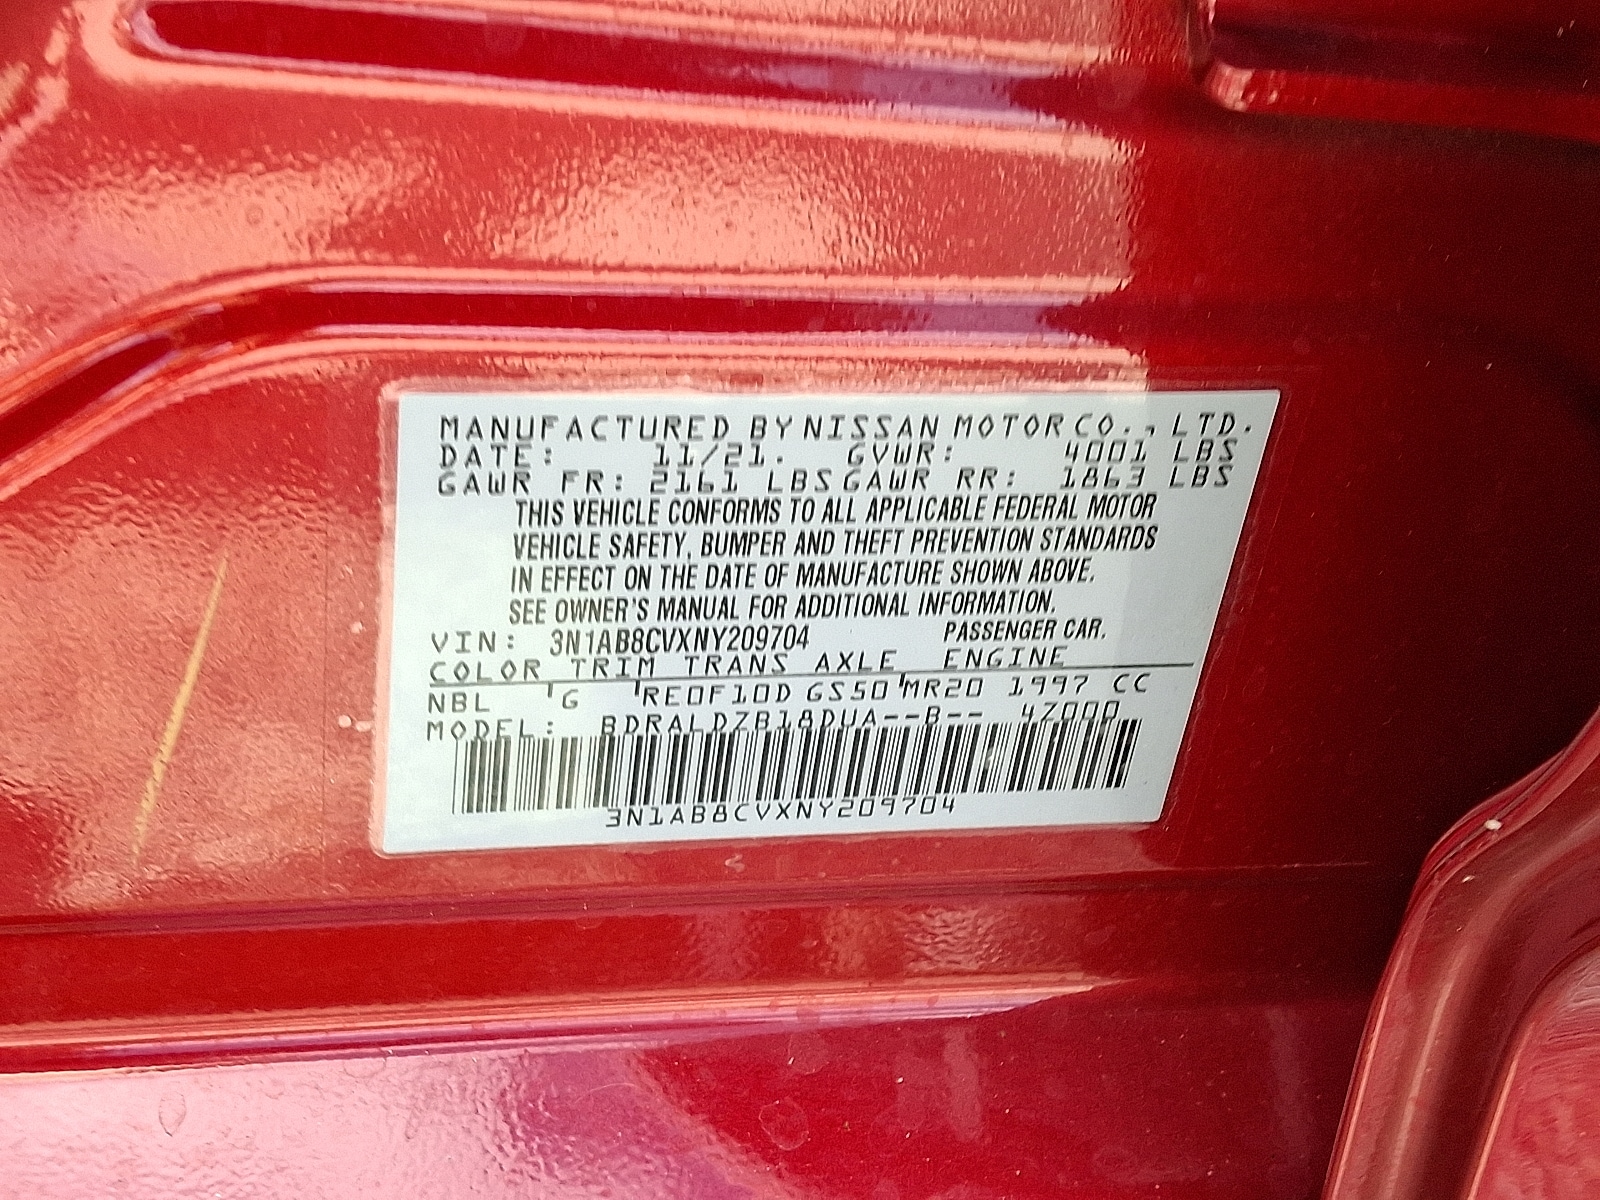 MANUFACTURED BY NISSAN MOTOR CO., LTD.
DATE: 11/21. GVWR: 4001 LBS
GAWR FR: 2161 LBS GAWR RR: 1863 LBS
THIS VEHICLE CONFORMS TO ALL APPLICABLE FEDERAL MOTOR
VEHICLE SAFETY, BUMPER AND THEFT PREVENTION STANDARDS
IN EFFECT ON THE DATE OF MANUFACTURE SHOWN ABOVE.
SEE OWNER'S MANUAL FOR ADDITIONAL INFORMATION.
VIN: 3N1AB8CVXNY209704 PASSENGER CAR.
COLOR TRIM TRANS AXLE ENGINE
NBL G RE0F10D GS50 MR20 1997 CC
MODEL: BDRALDZB18DUA--B-- 4Z000
3N1AB8CVXNY209704